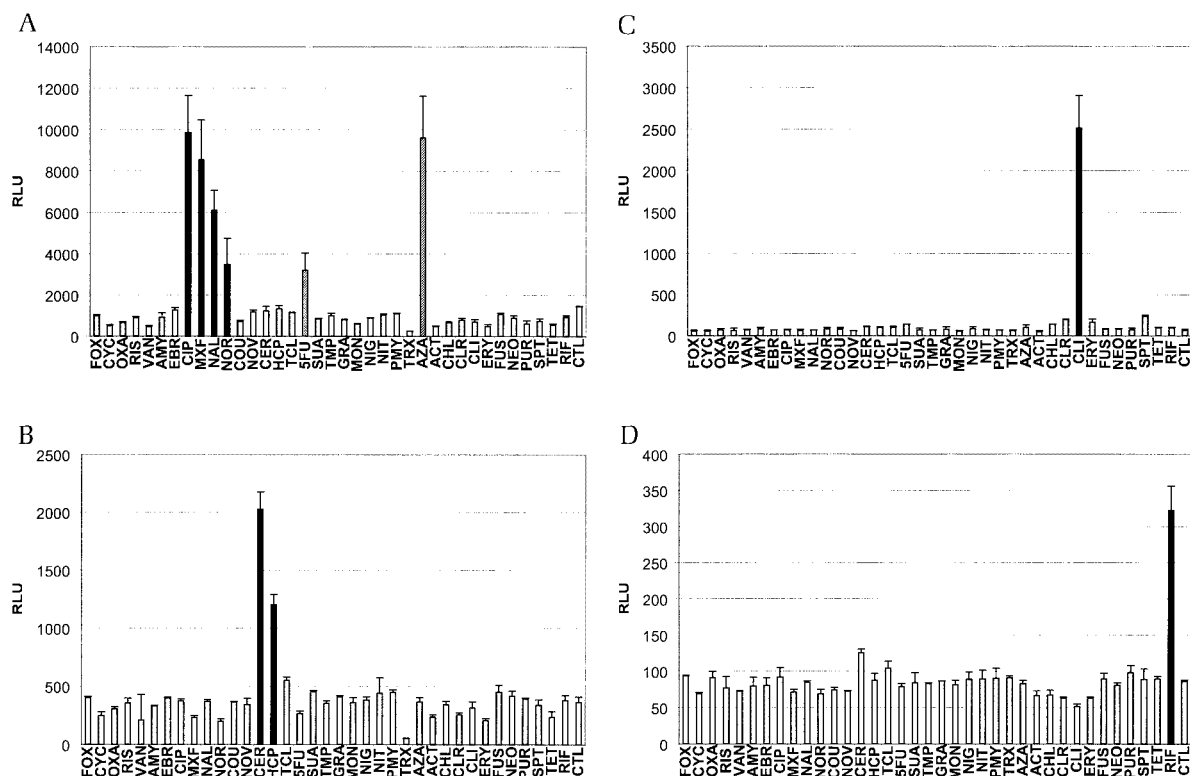 A
14000
12000
10000
8000
6000
4000
2000
0
RLU
FOX CYC OXA RIS VAN AMY EBR CIP MXF NAL NOR COU CER HCP TCL 5FU SUA TMP GRA MON NIG NIT PMY TRX AZA ACT CHL CLR CLI ERY FUS NEO PUR SPT TET RIF CTL
B
2500
2000
1500
1000
500
0
RLU
FOX CYC OXA RIS VAN AMY EBR CIP MXF NAL NOR COU NOV CER HCP TCL 5FU SUA TMP GRA MON NIG NIT PMY TRX AZA ACT CHL CLR CLI ERY FUS NEO PUR SPT TET RIF CTL
C
3500
3000
2500
2000
1500
1000
500
0
RLU
FOX CYC OXA RIS VAN AMY EBR CIP MXF NAL NOR COU NOV CER HCP TCL 5FU SUA TMP GRA MON NIG NIT PMY TRX AZA ACT CHL CLR CLI ERY FUS NEO PUR SPT TET RIF CTL
D
400
350
300
250
200
150
100
50
0
RLU
FOX CYC OXA RIS VAN AMY EBR CIP MXF NAL NOR COU NOV CER HCP TCL 5FU SUA TMP GRA MON NIG NIT PMY AZA ACT CHL CLR CLI ERY FUS NEO PUR SPT TET RIF CTL